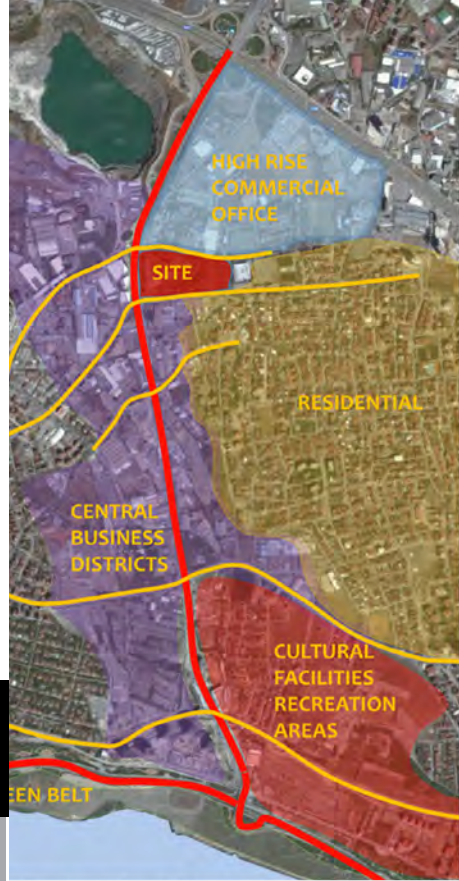 HIGH RISE
COMMERCIAL
OFFICE
SITE
RESIDENTIAL
CENTRAL
BUSINESS
DISTRICTS
CULTURAL
FACILITIES
RECREATION
AREAS
EEN BELT